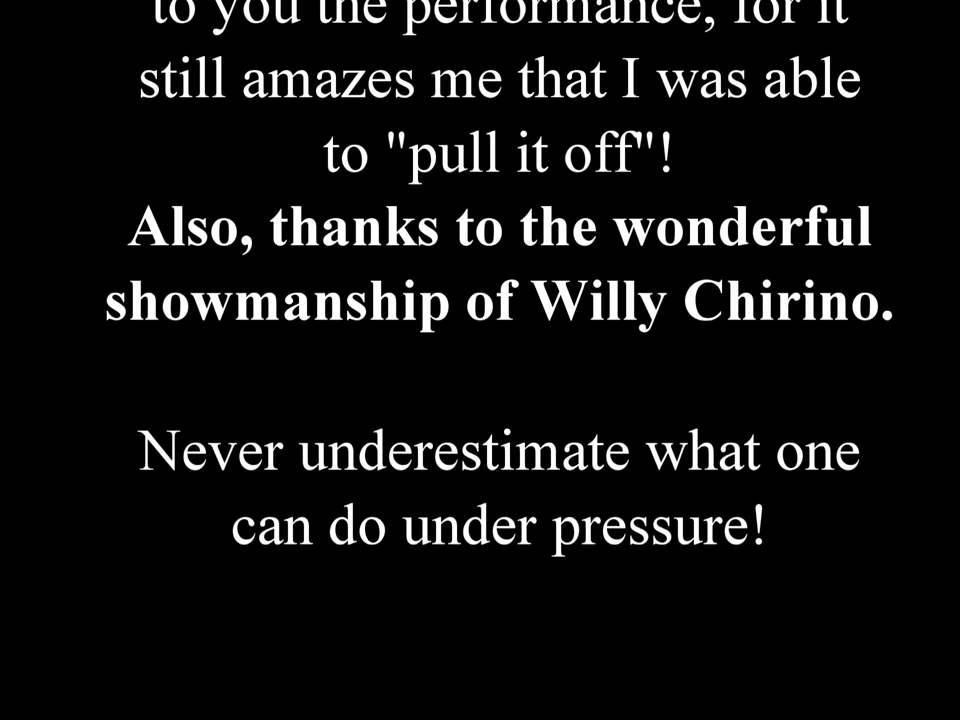 to you the performance, for it
still amazes me that I was able
to "pull it off"!
Also, thanks to the wonderful
showmanship of Willy Chirino.
Never underestimate what one
can do under pressure!